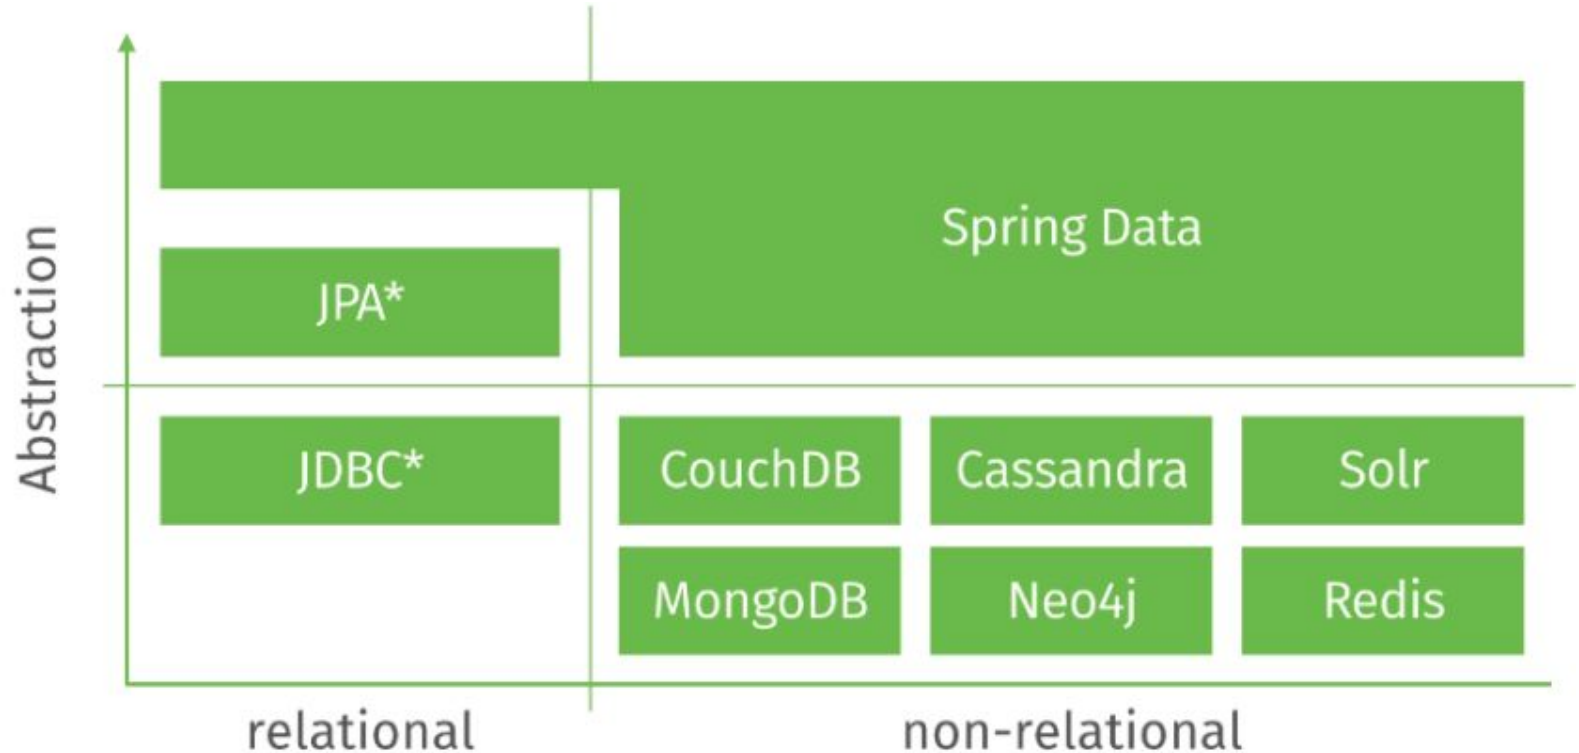 Abstraction
Spring Data
JPA*
JDBC*
CouchDB
Cassandra
Solr
MongoDB
Neo4j
Redis
relational
non-relational